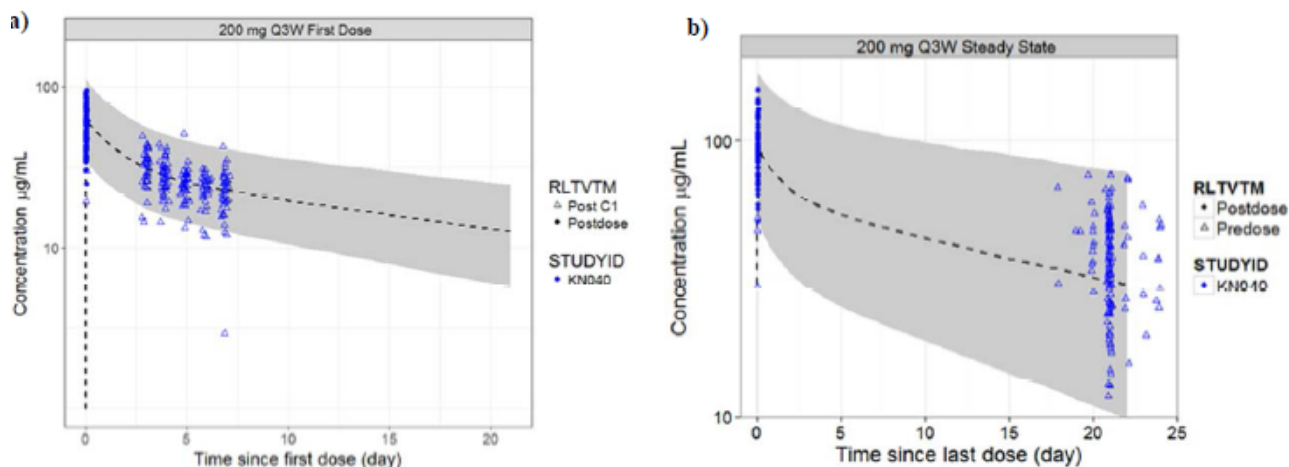 a)
200 mg Q3W First Dose
100
10
Concentration µg/mL
0
5
10
15
20
Time since first dose (day)
RLTVTM
Post C1
Postdose
STUDYID
KN040
b)
200 mg Q3W Steady State
100
10
Concentration µg/mL
0
5
10
15
20
25
Time since last dose (day)
RLTVTM
Postdose
Predose
STUDYID
KN040